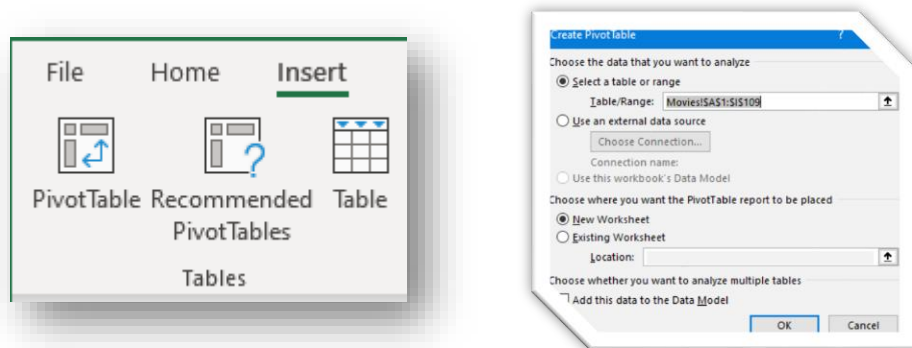 File Home Insert
PivotTable Recommended PivotTables Table
Tables
Create PivotTable ?
Choose the data that you want to analyze
Select a table or range
Table/Range: Movies!$A$1:$I$109
Use an external data source
Choose Connection...
Connection name:
Use this workbook's Data Model
Choose where you want the PivotTable report to be placed
New Worksheet
Existing Worksheet
Location:
Choose whether you want to analyze multiple tables
Add this data to the Data Model
OK Cancel